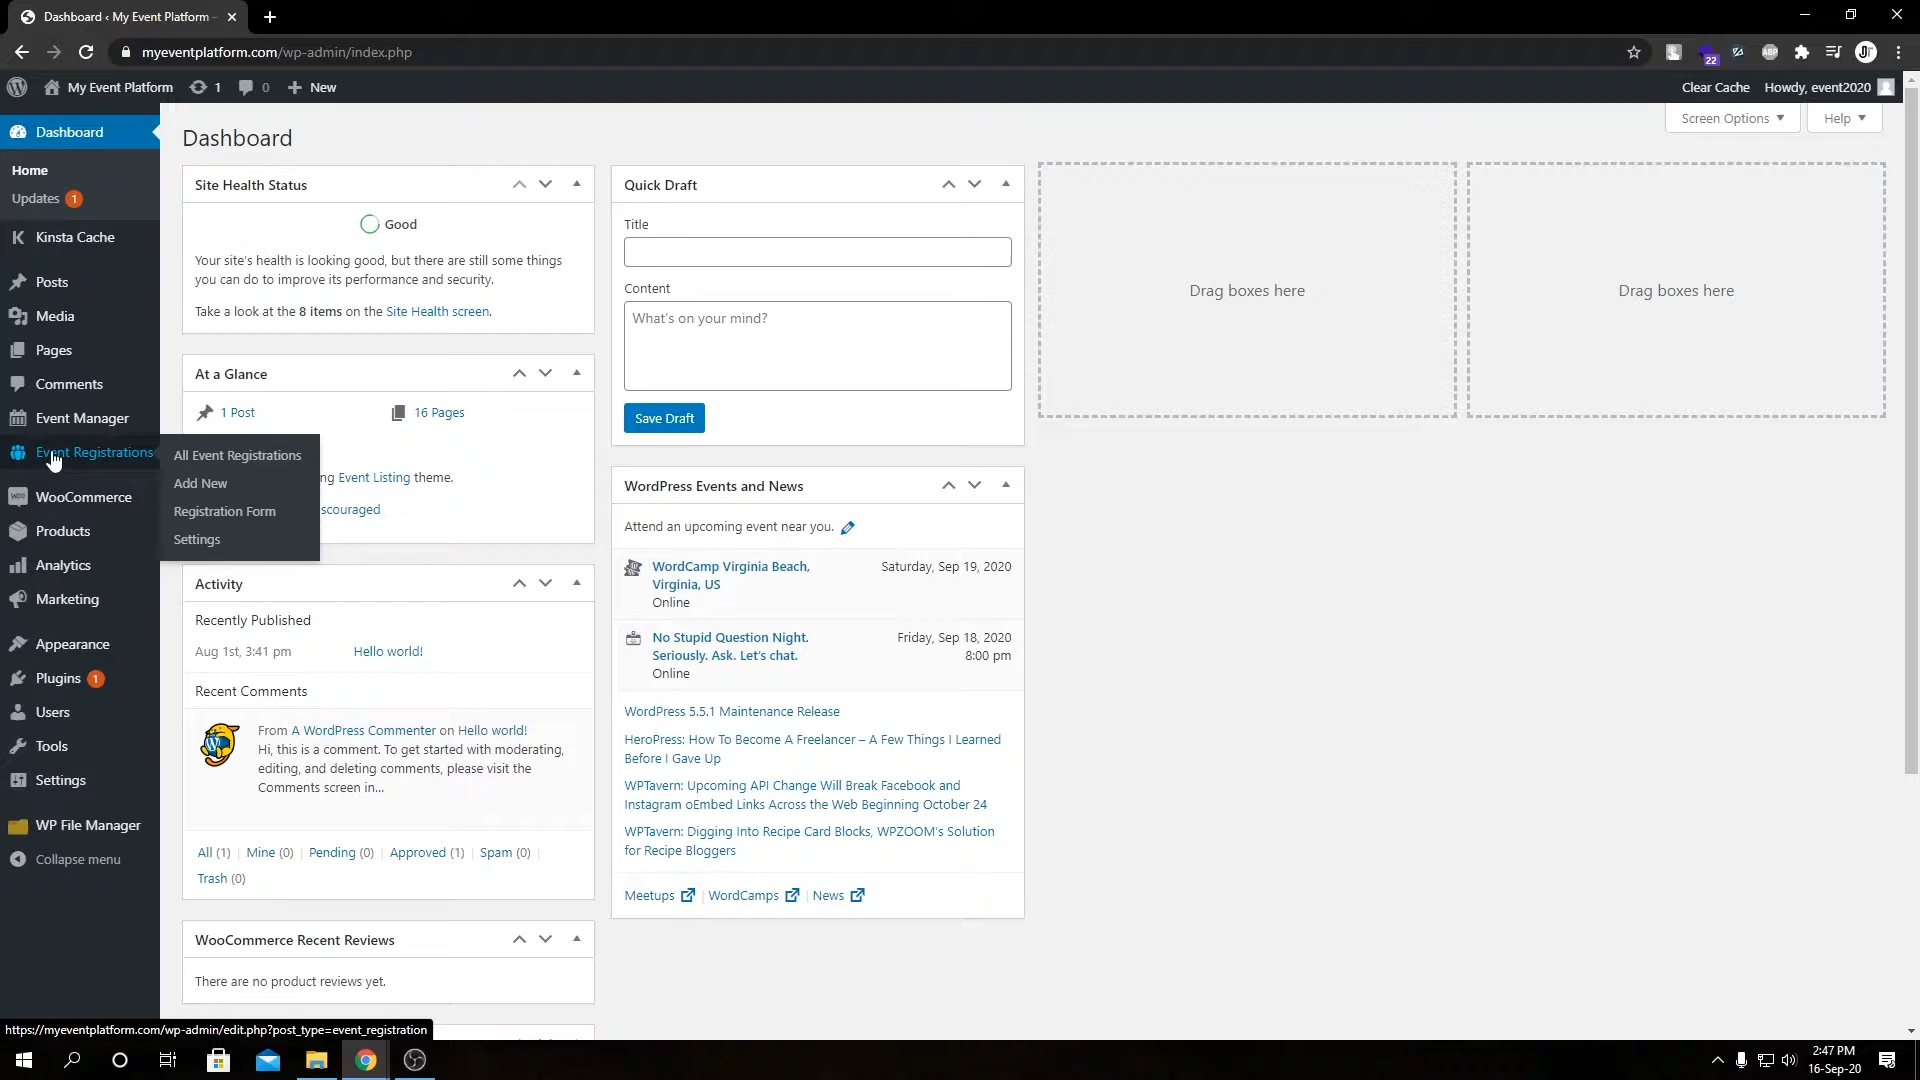 Dashboard ‹ My Event Platform -
myeventplatform.com/wp-admin/index.php
ABP
22
My Event Platform
1
0
New
Clear Cache
Howdy, event2020
Dashboard
Home
Updates 1
Kinsta Cache
Posts
Media
Pages
Comments
Event Manager
Event Registrations
WooCommerce
Products
Analytics
Marketing
Appearance
Plugins 1
Users
Tools
Settings
WP File Manager
Collapse menu
All Event Registrations
Add New
Registration Form
Settings
Dashboard
Screen Options
Help
Site Health Status
Good
Your site's health is looking good, but there are still some things
you can do to improve its performance and security.
Take a look at the 8 items on the Site Health screen.
At a Glance
1 Post
16 Pages
ng Event Listing theme.
scouraged
Activity
Recently Published
Aug 1st, 3:41 pm
Hello world!
Recent Comments
From A WordPress Commenter on Hello world!
Hi, this is a comment. To get started with moderating,
editing, and deleting comments, please visit the
Comments screen in…
All (1) | Mine (0) | Pending (0) | Approved (1) | Spam (0) |
Trash (0)
WooCommerce Recent Reviews
There are no product reviews yet.
Quick Draft
Title
Content
What's on your mind?
Save Draft
WordPress Events and News
Attend an upcoming event near you.
WordCamp Virginia Beach,
Virginia, US
Online
Saturday, Sep 19, 2020
No Stupid Question Night.
Seriously. Ask. Let's chat.
Online
Friday, Sep 18, 2020
8:00 pm
WordPress 5.5.1 Maintenance Release
HeroPress: How To Become A Freelancer – A Few Things I Learned
Before I Gave Up
WPTavern: Upcoming API Change Will Break Facebook and
Instagram oEmbed Links Across the Web Beginning October 24
WPTavern: Digging Into Recipe Card Blocks, WPZOOM's Solution
for Recipe Bloggers
Meetups | WordCamps | News
Drag boxes here
Drag boxes here
https://myeventplatform.com/wp-admin/edit.php?post_type=event_registration
2:47 PM
16-Sep-20